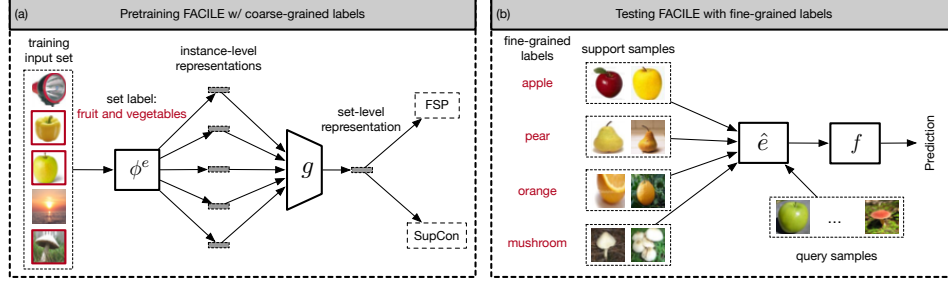 (a)
Pretraining FACILE w/ coarse-grained labels
training
input set
instance-level
representations
set label:
fruit and vegetables
set-level
representation
ϕᵉ
g
FSP
SupCon
(b)
Testing FACILE with fine-grained labels
fine-grained
labels
support samples
apple
pear
orange
mushroom
ê
f
Prediction
...
query samples